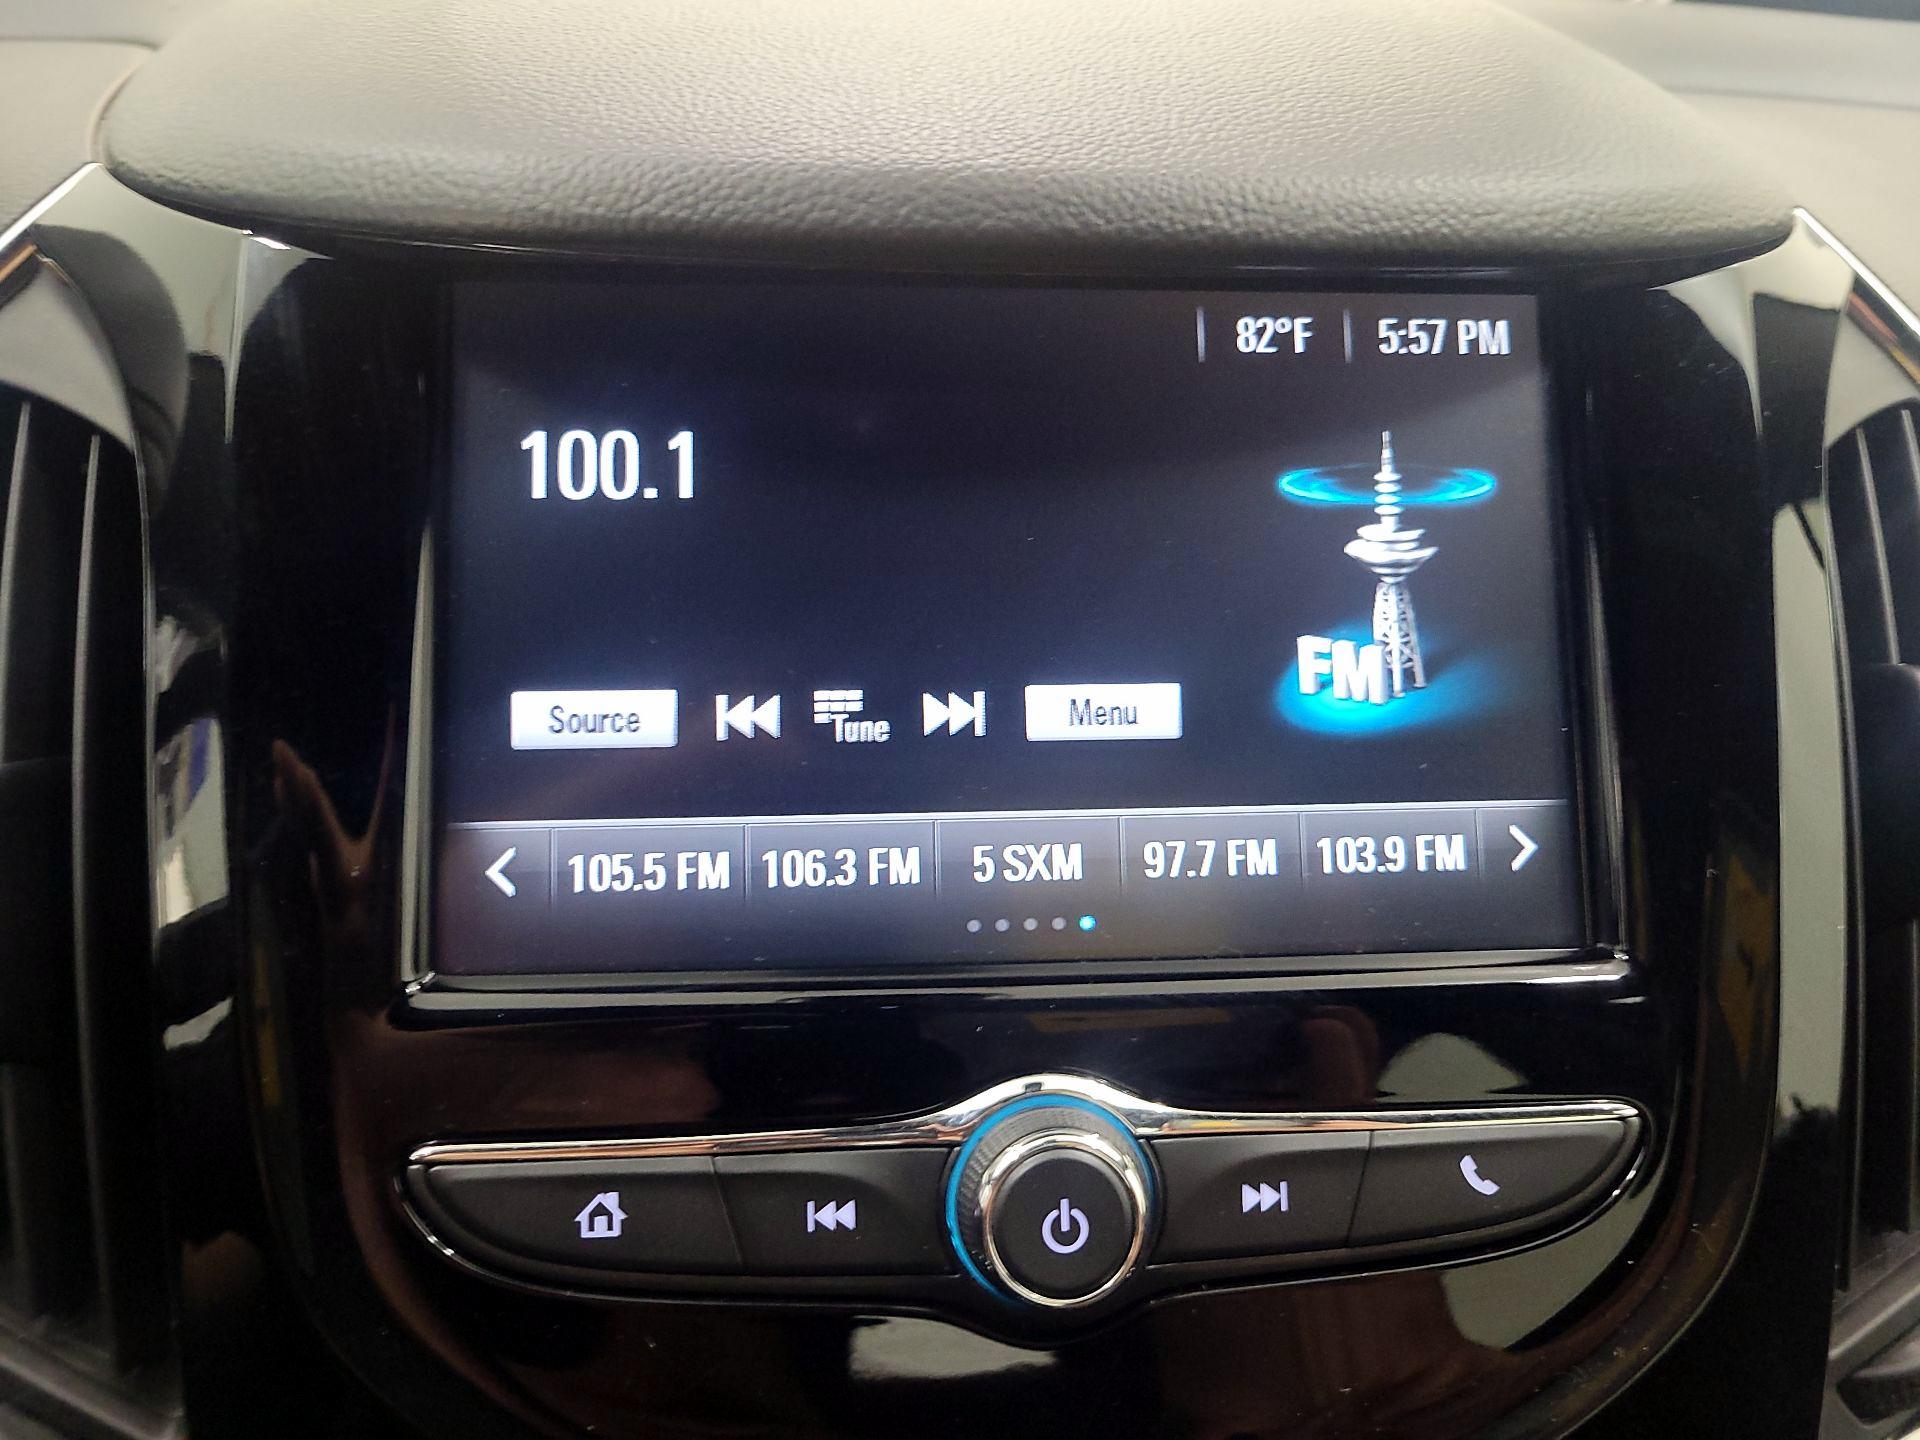 82°F 5:57 PM
100.1
FM
Source Tune Menu
105.5 FM 106.3 FM 5 SXM 97.7 FM 103.9 FM